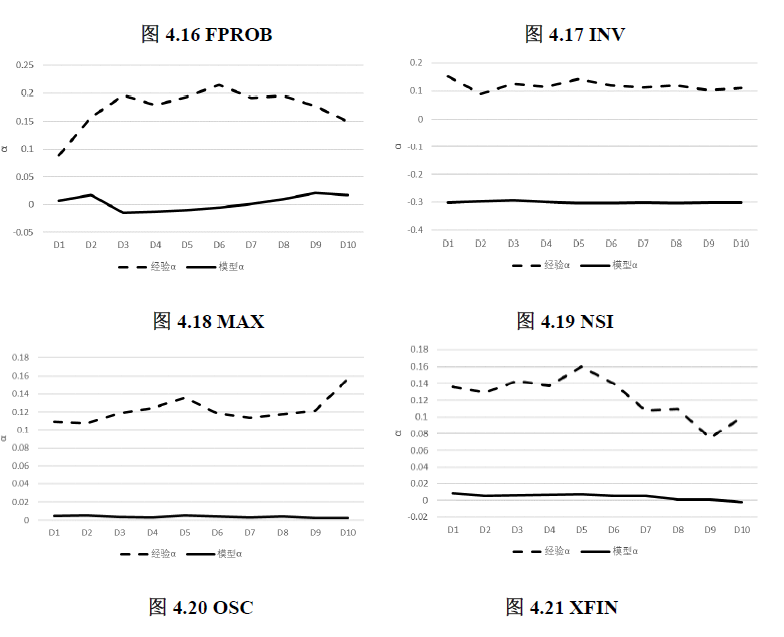 图 4.16 FPROB
图 4.17 INV
0.25
0.2
0.15
0.1
0.05
0
-0.05
α
D1 D2 D3 D4 D5 D6 D7 D8 D9 D10
经验α 模型α
0.2
0.1
0
-0.1
-0.2
-0.3
-0.4
α
D1 D2 D3 D4 D5 D6 D7 D8 D9 D10
经验α 模型α
图 4.18 MAX
图 4.19 NSI
0.18
0.16
0.14
0.12
0.1
0.08
0.06
0.04
0.02
0
α
D1 D2 D3 D4 D5 D6 D7 D8 D9 D10
经验α 模型α
0.18
0.16
0.14
0.12
0.1
0.08
0.06
0.04
0.02
0
-0.02
α
D1 D2 D3 D4 D5 D6 D7 D8 D9 D10
经验α 模型α
图 4.20 OSC
图 4.21 XFIN